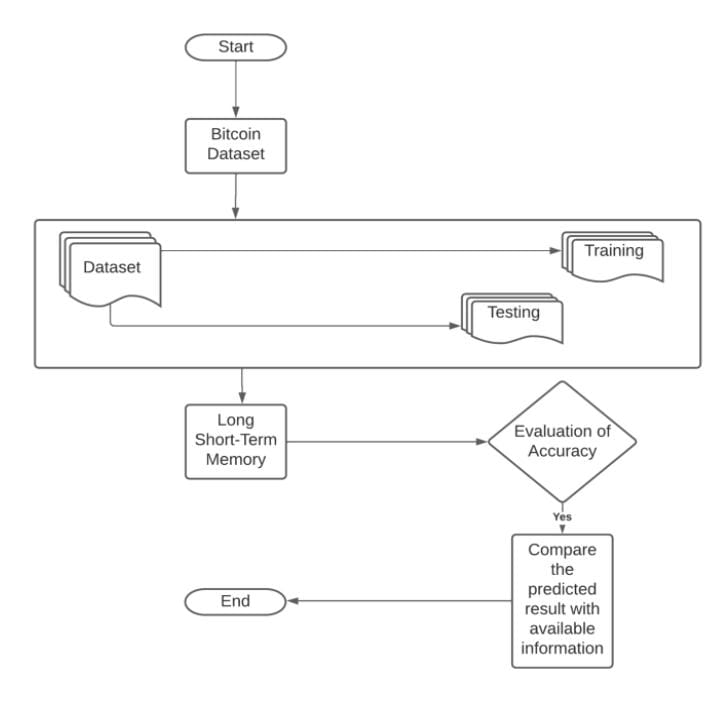 Start
Bitcoin
Dataset
Dataset
Training
Testing
Long
Short-Term
Memory
Evaluation of
Accuracy
Yes
Compare
the
predicted
result with
available
information
End